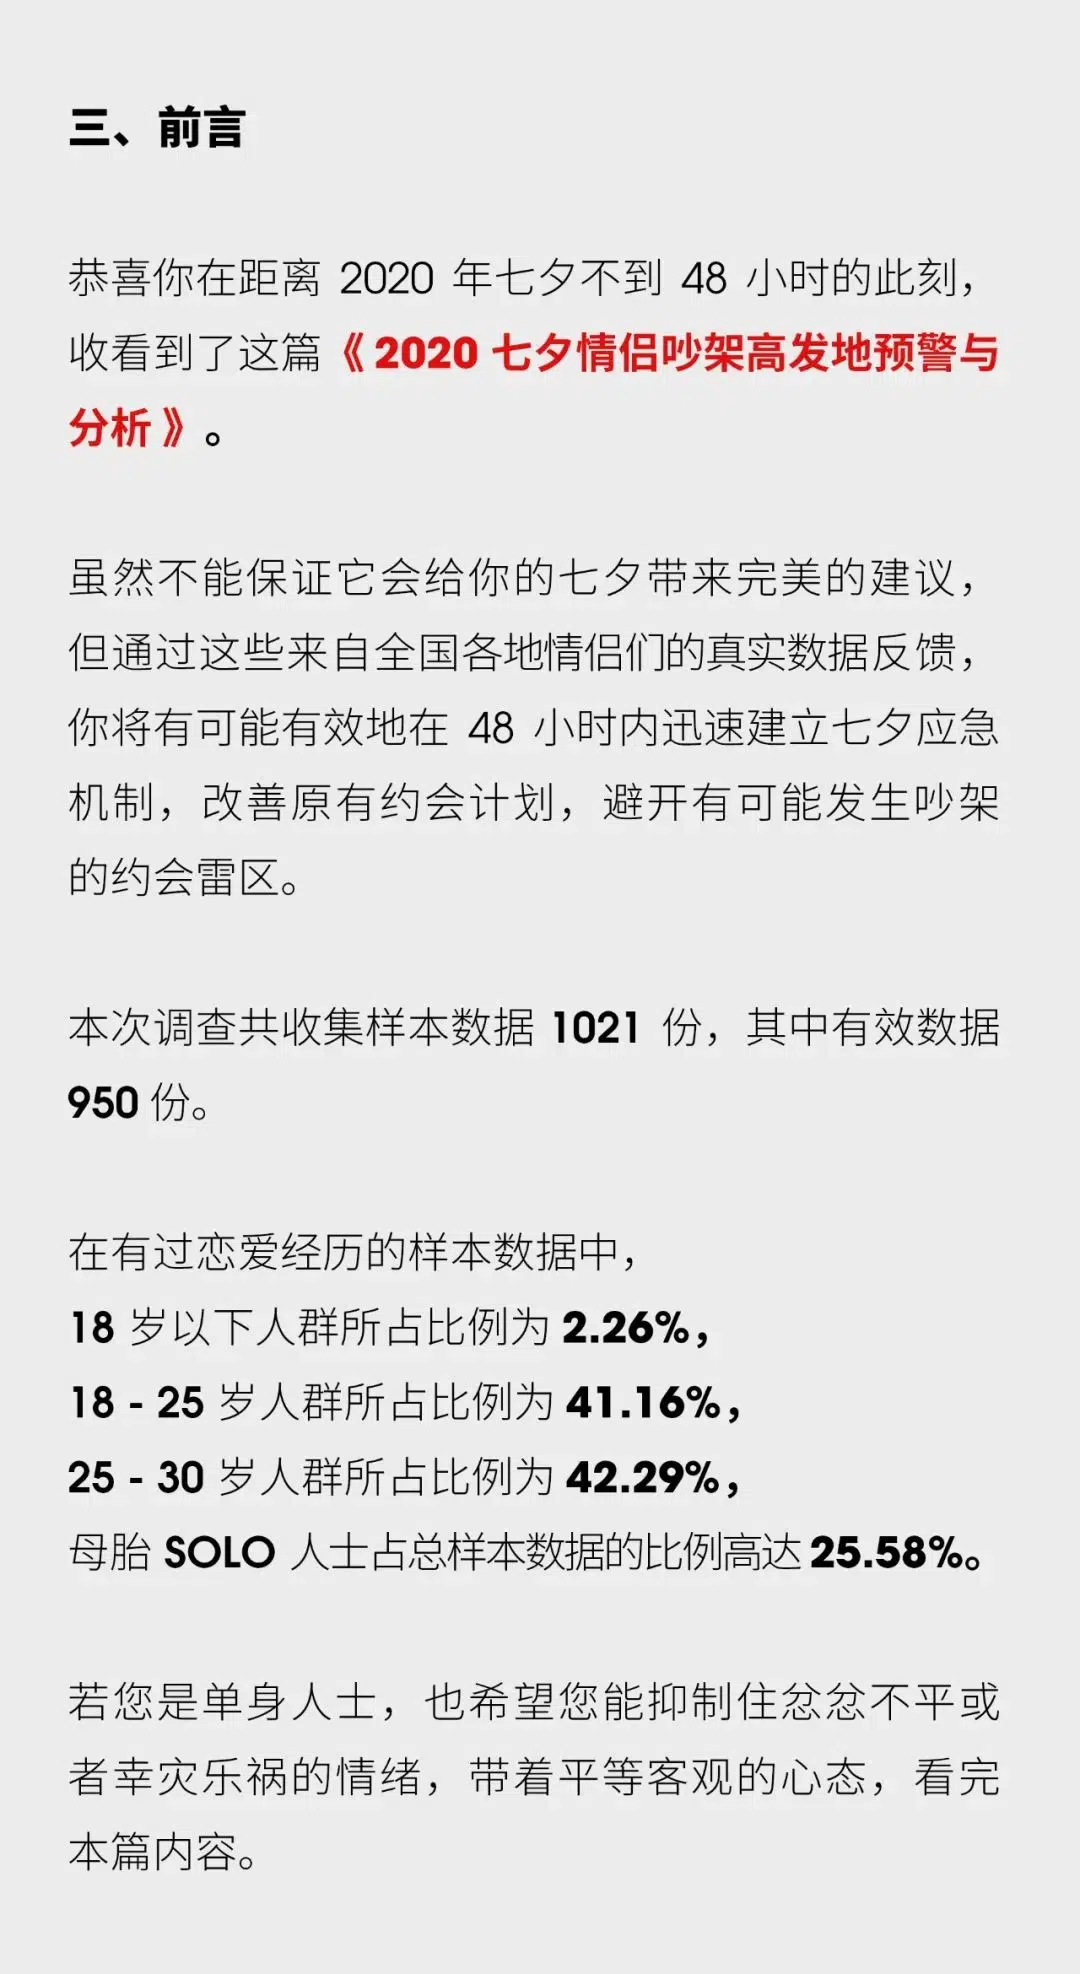 三、前言
恭喜你在距离 2020 年七夕不到 48 小时的此刻，
收看到了这篇《2020 七夕情侣吵架高发地预警与
分析》。
虽然不能保证它会给你的七夕带来完美的建议，
但通过这些来自全国各地情侣们的真实数据反馈，
你将有可能有效地在 48 小时内迅速建立七夕应急
机制，改善原有约会计划，避开有可能发生吵架
的约会雷区。
本次调查共收集样本数据 1021 份，其中有效数据
950 份。
在有过恋爱经历的样本数据中，
18 岁以下人群所占比例为 2.26%，
18 - 25 岁人群所占比例为 41.16%，
25 - 30 岁人群所占比例为 42.29%，
母胎 SOLO 人士占总样本数据的比例高达 25.58%。
若您是单身人士，也希望您能抑制住忿忿不平或
者幸灾乐祸的情绪，带着平等客观的心态，看完
本篇内容。